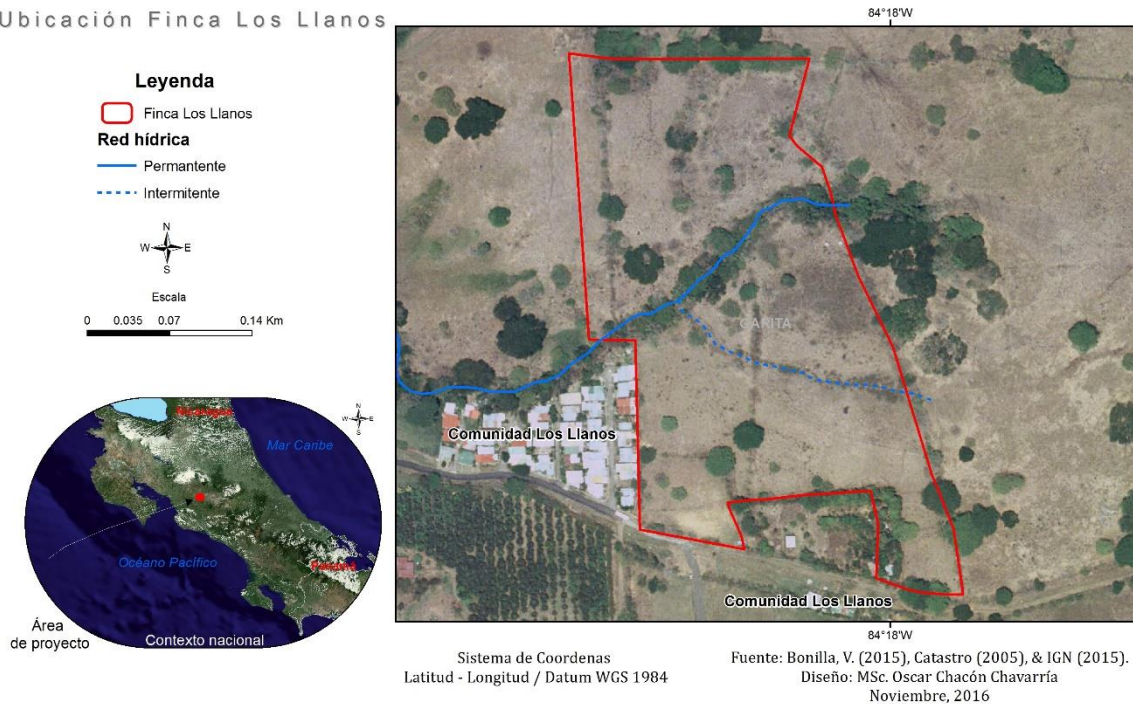 Ubicación Finca Los Llanos
Leyenda
Finca Los Llanos
Red hídrica
Permantente
Intermitente
N
W E
S
Escala
0 0.035 0.07 0.14 Km
Nicaragua
N
W E
S
Mar Caribe
Océano Pacífico
Panamá
Área
de proyecto
Contexto nacional
84°18'W
GARITA
Comunidad Los Llanos
Comunidad Los Llanos
84°18'W
Sistema de Coordenas
Latitud - Longitud / Datum WGS 1984
Fuente: Bonilla, V. (2015), Catastro (2005), & IGN (2015).
Diseño: MSc. Oscar Chacón Chavarría
Noviembre, 2016